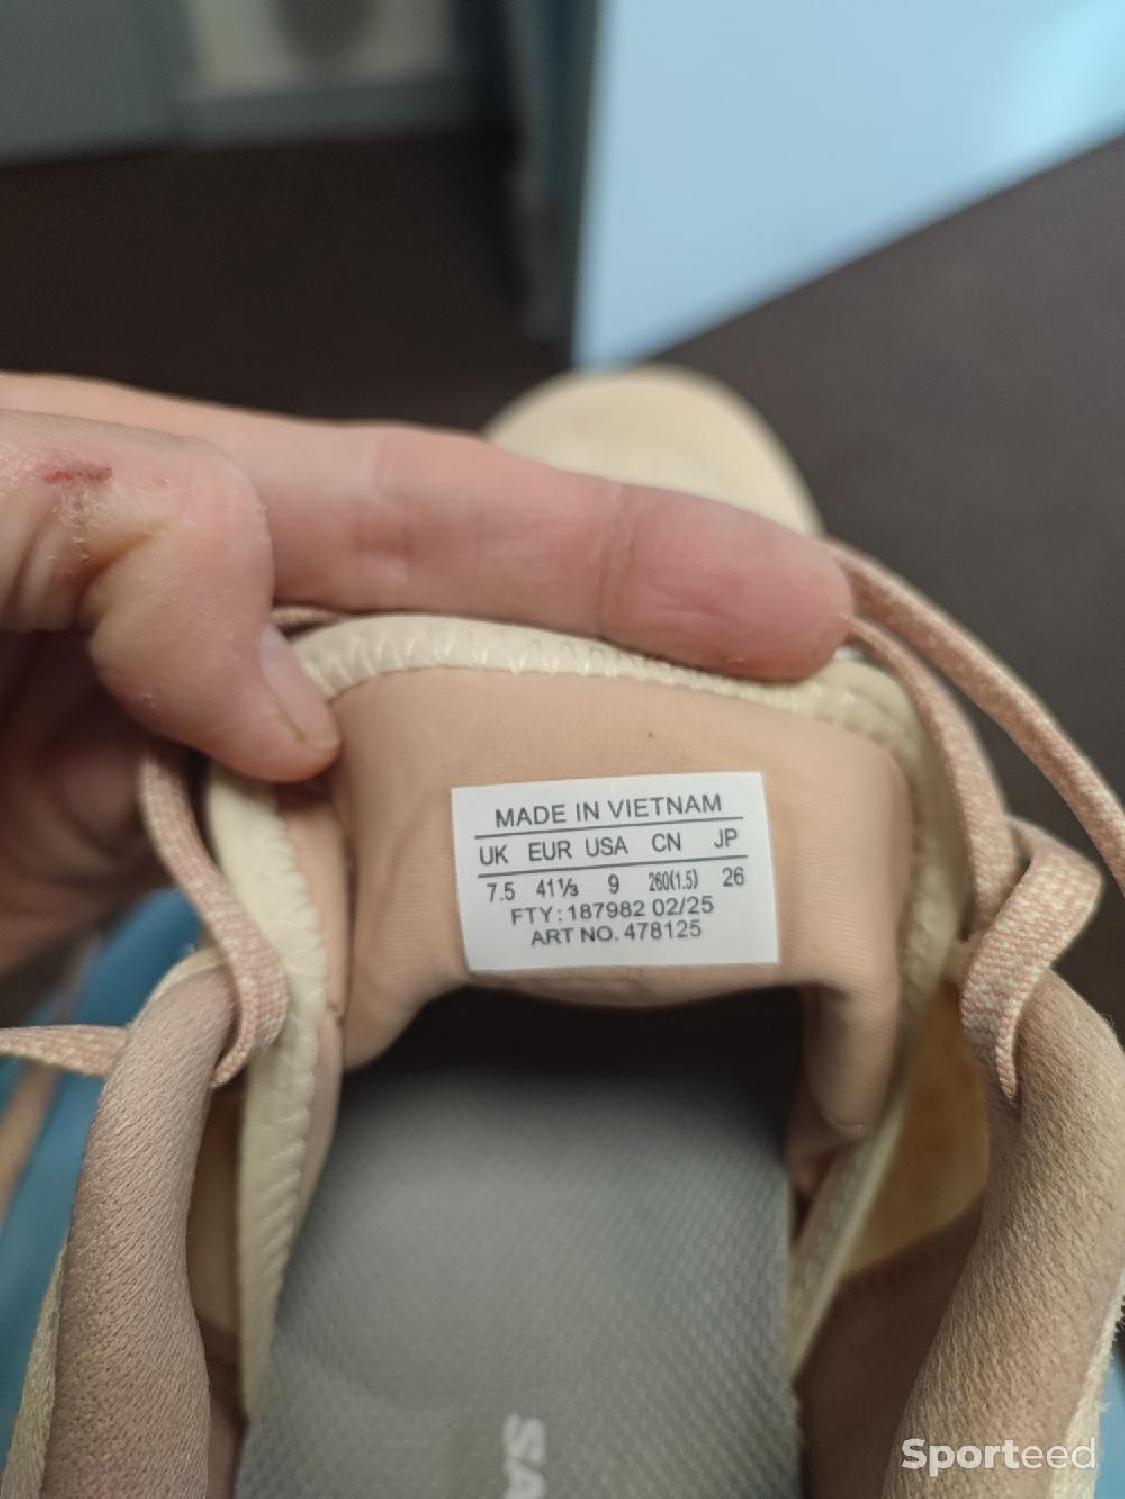 MADE IN VIETNAM
UK EUR USA CN JP
7.5 41⅓ 9 260(1.5) 26
FTY: 187982 02/25
ART NO. 478125
SA
Sporteed